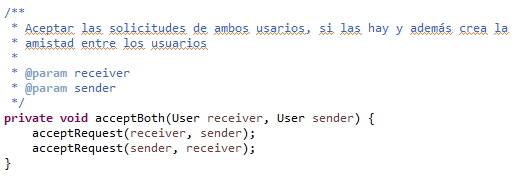 /**
 * Aceptar las solicitudes de ambos usarios, si las hay y además crea la
 * amistad entre los usuarios
 *
 * @param receiver
 * @param sender
 */
private void acceptBoth(User receiver, User sender) {
    acceptRequest(receiver, sender);
    acceptRequest(sender, receiver);
}